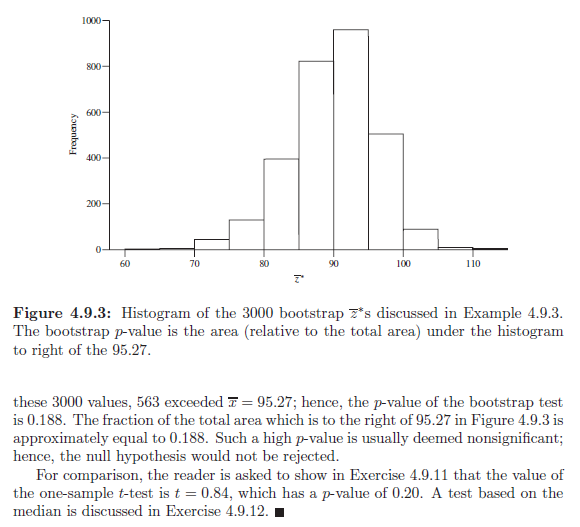 1000
800
600
400
200
0
Frequency
60 70 80 90 100 110
z̅*
Figure 4.9.3: Histogram of the 3000 bootstrap z̅*s discussed in Example 4.9.3.
The bootstrap p-value is the area (relative to the total area) under the histogram
to right of the 95.27.
these 3000 values, 563 exceeded x̅ = 95.27; hence, the p-value of the bootstrap test
is 0.188. The fraction of the total area which is to the right of 95.27 in Figure 4.9.3 is
approximately equal to 0.188. Such a high p-value is usually deemed nonsignificant;
hence, the null hypothesis would not be rejected.
For comparison, the reader is asked to show in Exercise 4.9.11 that the value of
the one-sample t-test is t = 0.84, which has a p-value of 0.20. A test based on the
median is discussed in Exercise 4.9.12. ■